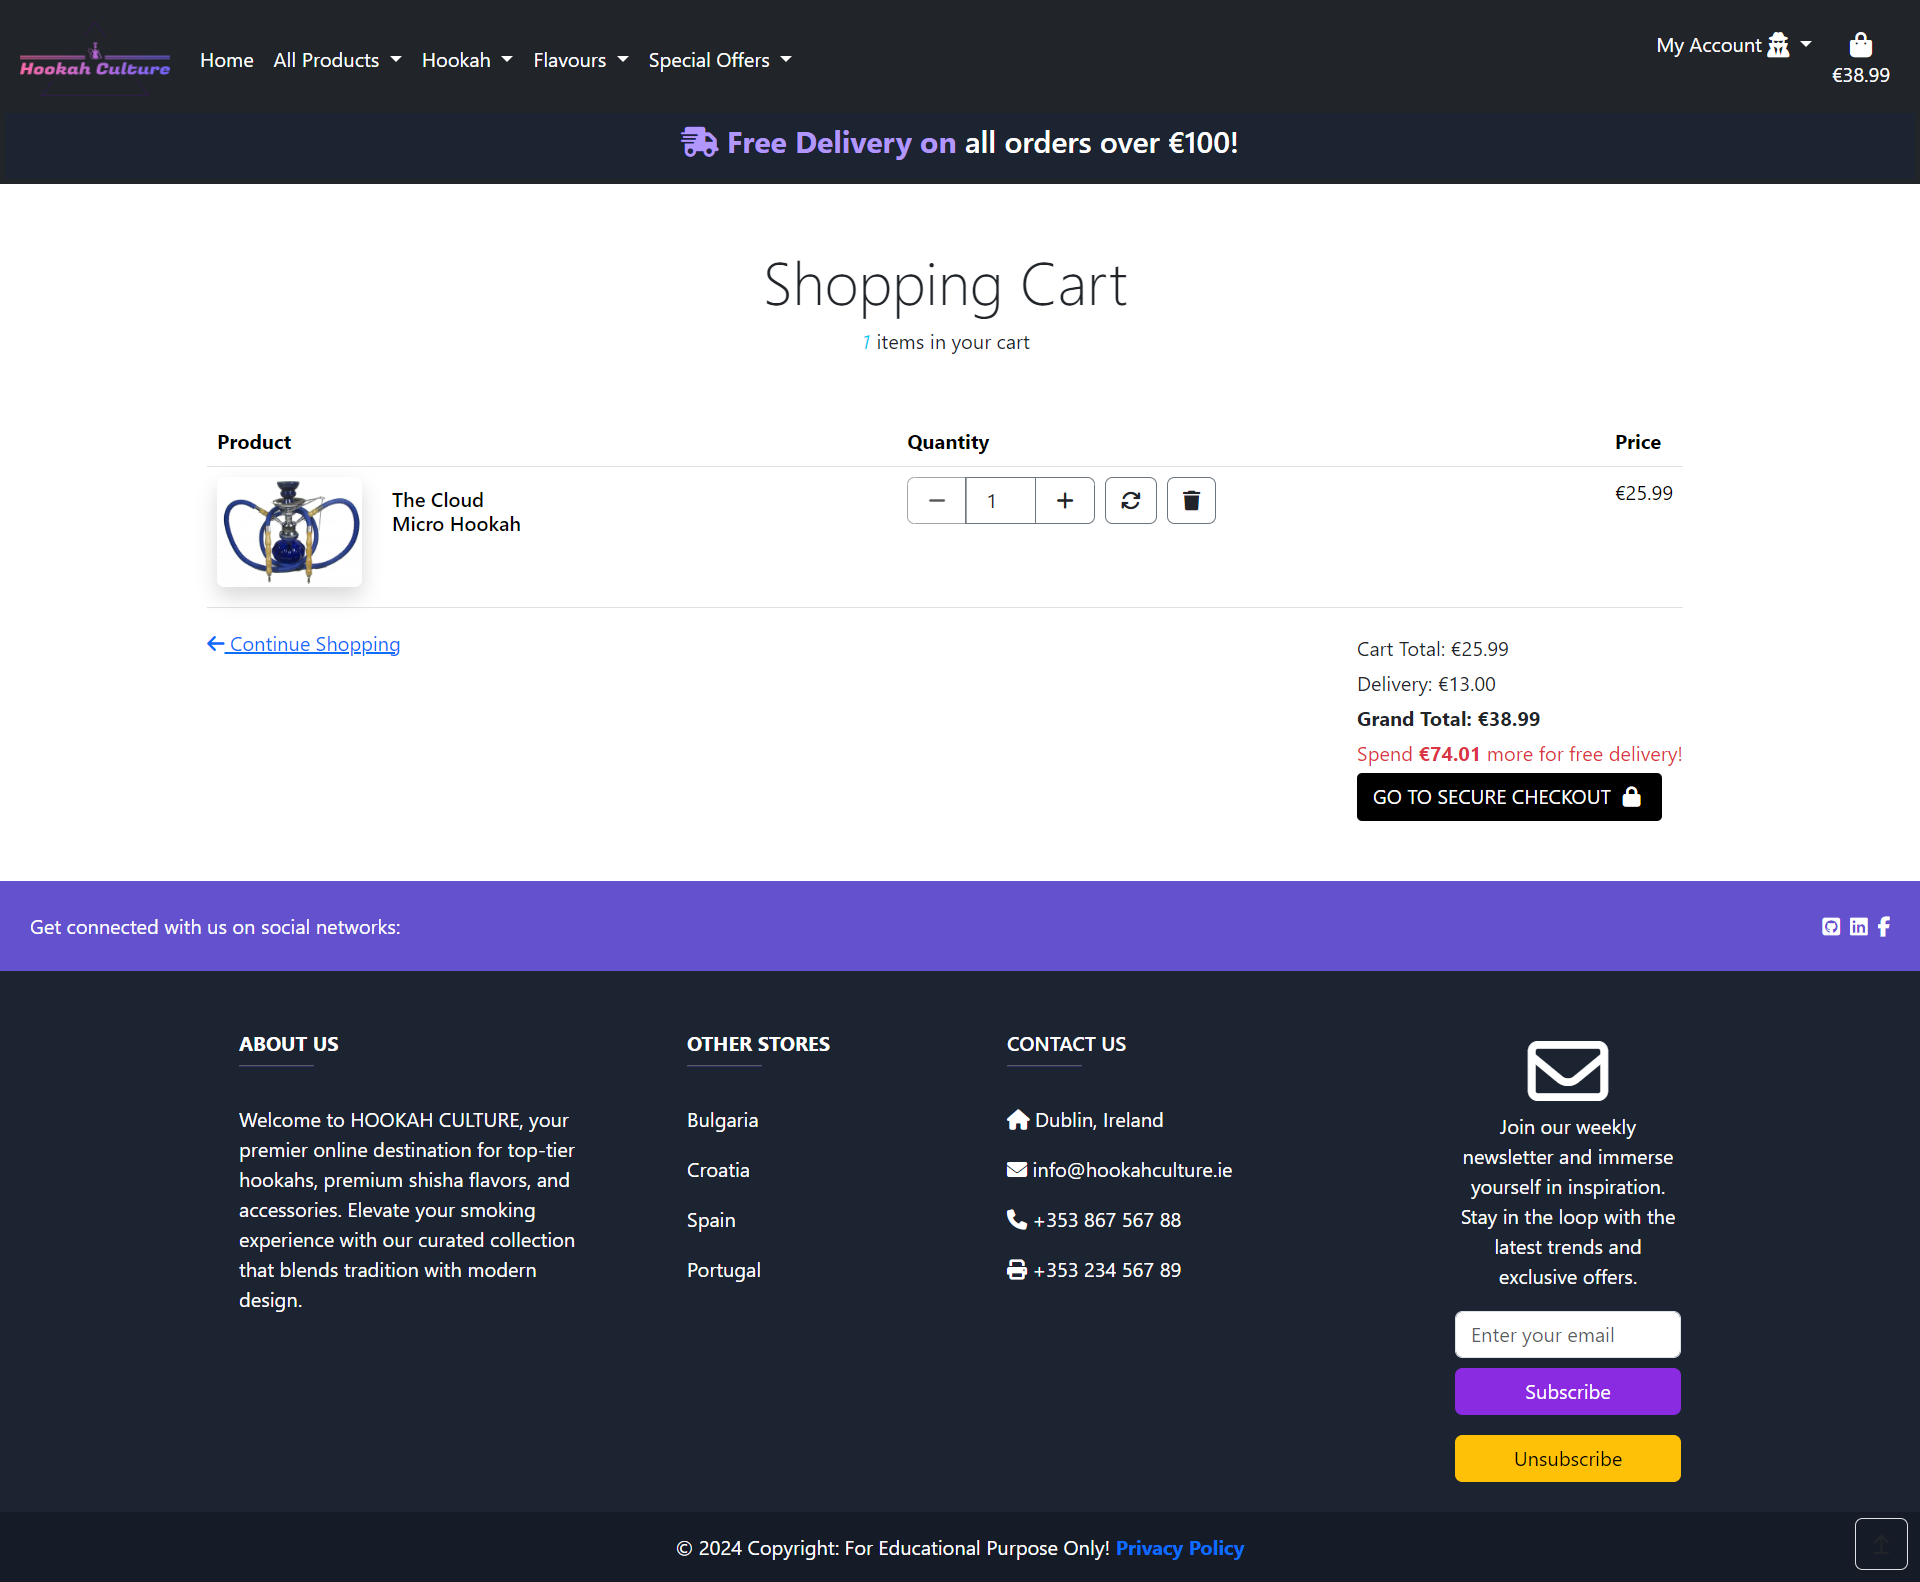 Hookah Culture
Home All Products Hookah Flavours Special Offers
My Account
€38.99
Free Delivery on all orders over €100!
Shopping Cart
1 items in your cart
Product Quantity Price
The Cloud
Micro Hookah
1
€25.99
Continue Shopping
Cart Total: €25.99
Delivery: €13.00
Grand Total: €38.99
Spend €74.01 more for free delivery!
GO TO SECURE CHECKOUT
Get connected with us on social networks:
ABOUT US
Welcome to HOOKAH CULTURE, your
premier online destination for top-tier
hookahs, premium shisha flavors, and
accessories. Elevate your smoking
experience with our curated collection
that blends tradition with modern
design.
OTHER STORES
Bulgaria
Croatia
Spain
Portugal
CONTACT US
Dublin, Ireland
info@hookahculture.ie
+353 867 567 88
+353 234 567 89
Join our weekly
newsletter and immerse
yourself in inspiration.
Stay in the loop with the
latest trends and
exclusive offers.
Enter your email
Subscribe
Unsubscribe
© 2024 Copyright: For Educational Purpose Only! Privacy Policy